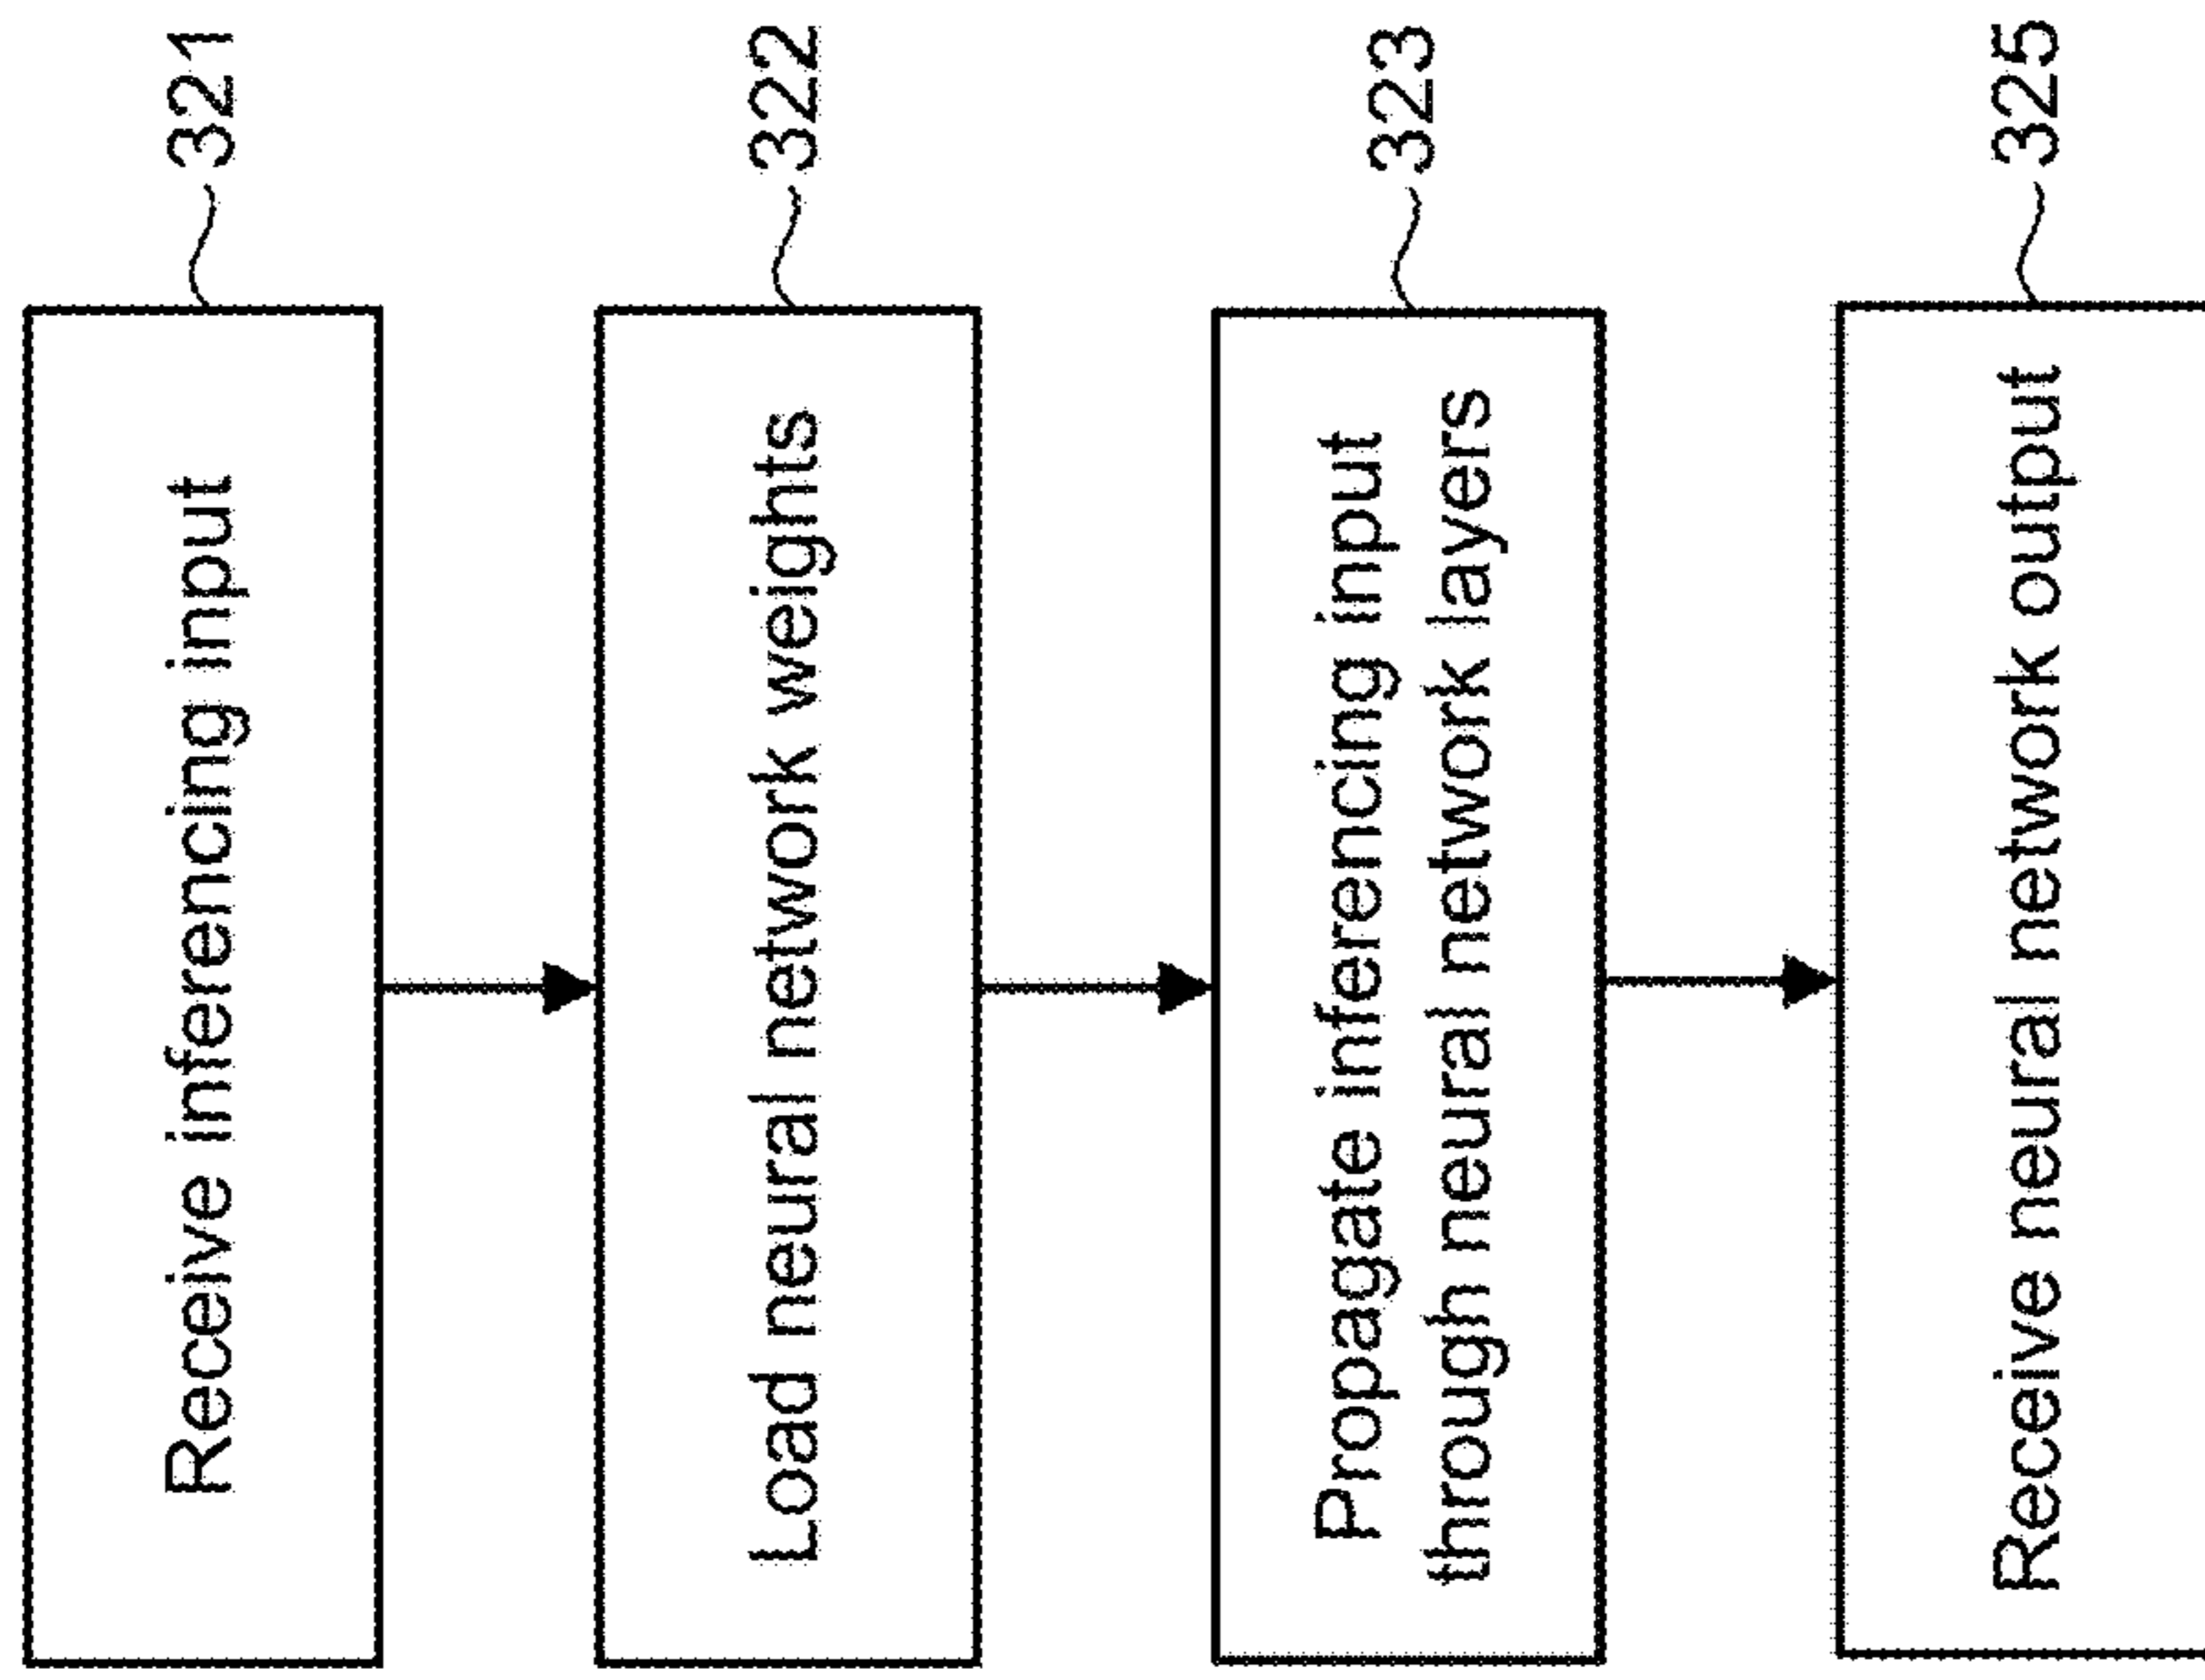 Receive inferencing input
321
Load neural network weights
322
Propagate inferencing input
through neural network layers
323
Receive neural network output
325